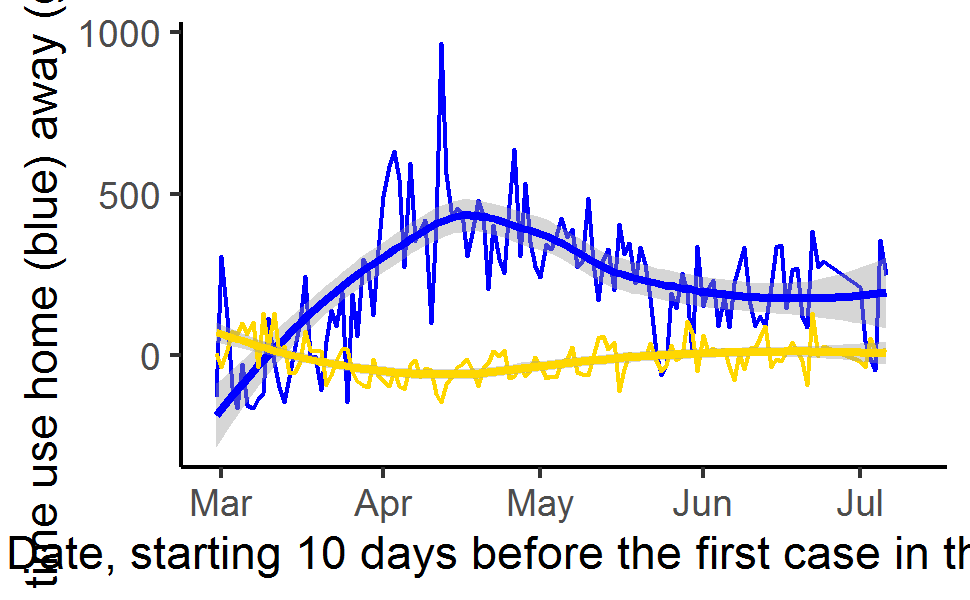 time use home (blue) away (
1000
500
0
Mar Apr May Jun Jul
Date, starting 10 days before the first case in th